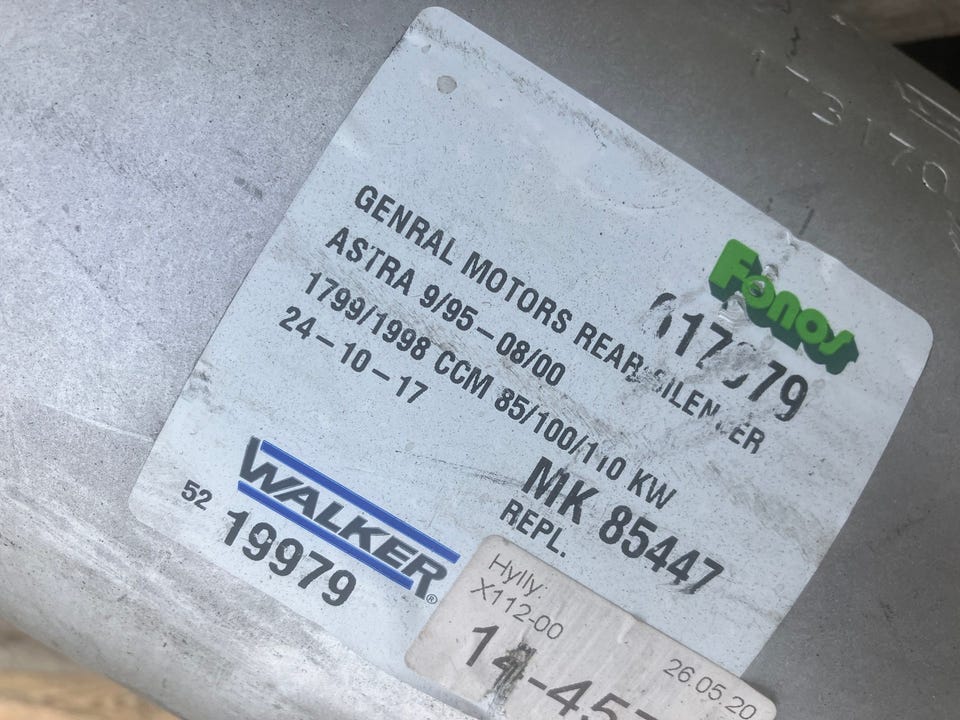 Fonos
GENRAL MOTORS REAR SILENCER
ASTRA 9/95–08/00
1799/1998 CCM 85/100/110 KW
24–10–17
MK 85447
REPL.
WALKER®
52 19979
Hylly:
X112-00
26.05.20